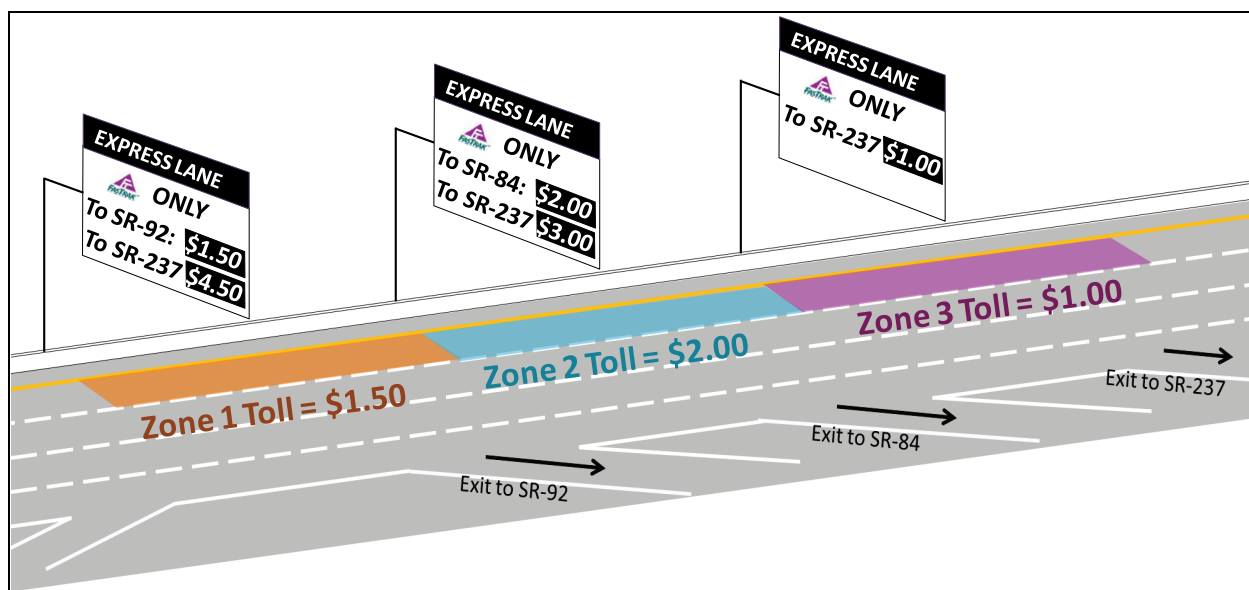 EXPRESS LANE
FASTRAK
ONLY
To SR-92: $1.50
To SR-237 $4.50
EXPRESS LANE
FASTRAK
ONLY
To SR-84: $2.00
To SR-237 $3.00
EXPRESS LANE
FASTRAK
ONLY
To SR-237 $1.00
Zone 1 Toll = $1.50
Zone 2 Toll = $2.00
Zone 3 Toll = $1.00
Exit to SR-92
Exit to SR-84
Exit to SR-237